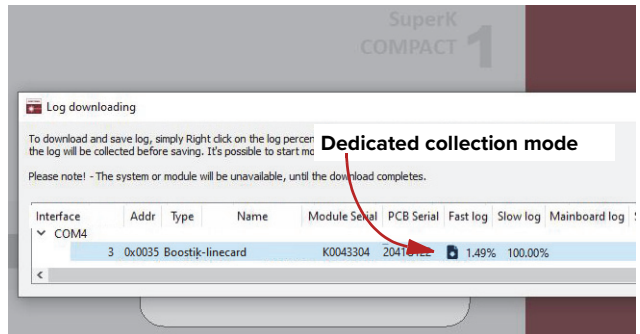 SuperK
COMPACT 1
Log downloading
To download and save log, simply Right click on the log percen
the log will be collected before saving. It's possible to start mo
Dedicated collection mode
Please note! - The system or module will be unavailable, until the download completes.
Interface Addr Type Name Module Serial PCB Serial Fast log Slow log Mainboard log S
COM4
3 0x0035 Boostik-linecard K0043304 1.49% 100.00%